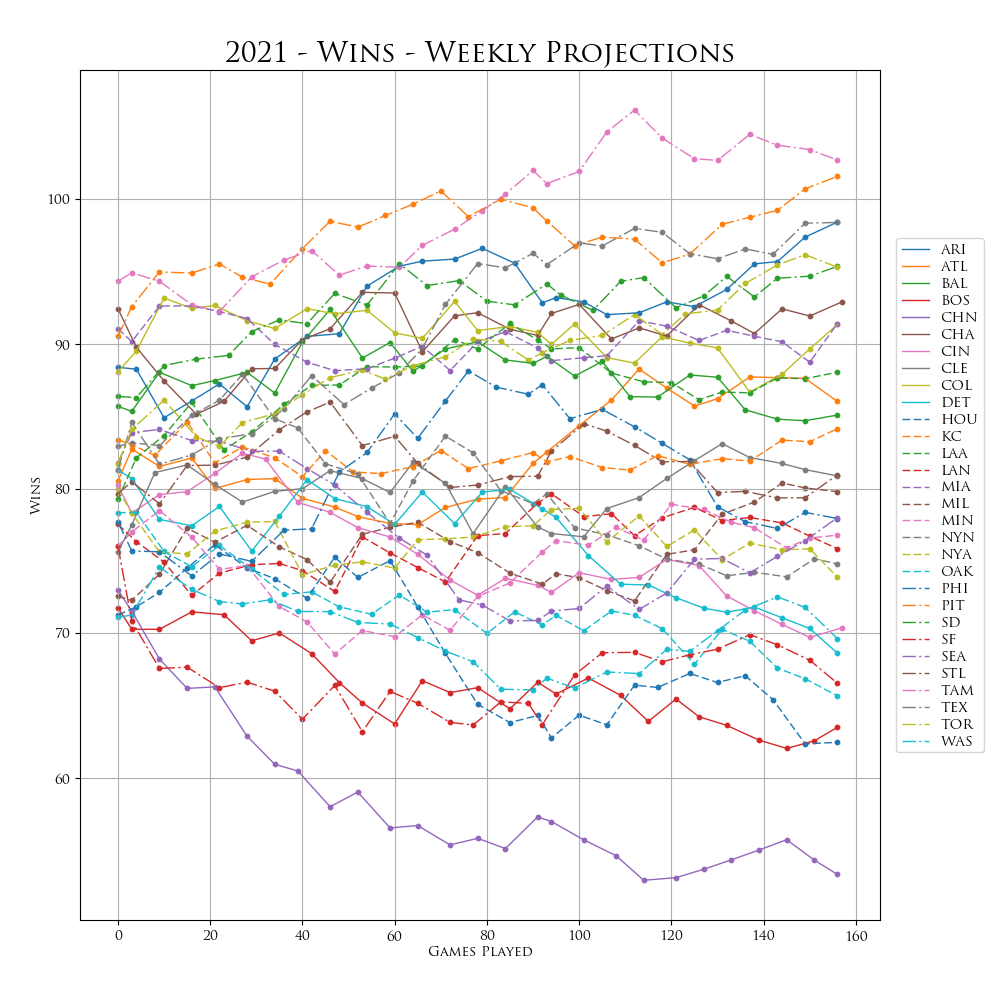 2021 - Wins - Weekly Projections
100
90
80
70
60
Wins
0 20 40 60 80 100 120 140 160
Games Played
ARI
ATL
BAL
BOS
CHN
CHA
CIN
CLE
COL
DET
HOU
KC
LAA
LAN
MIA
MIL
MIN
NYN
NYA
OAK
PHI
PIT
SD
SF
SEA
STL
TAM
TEX
TOR
WAS